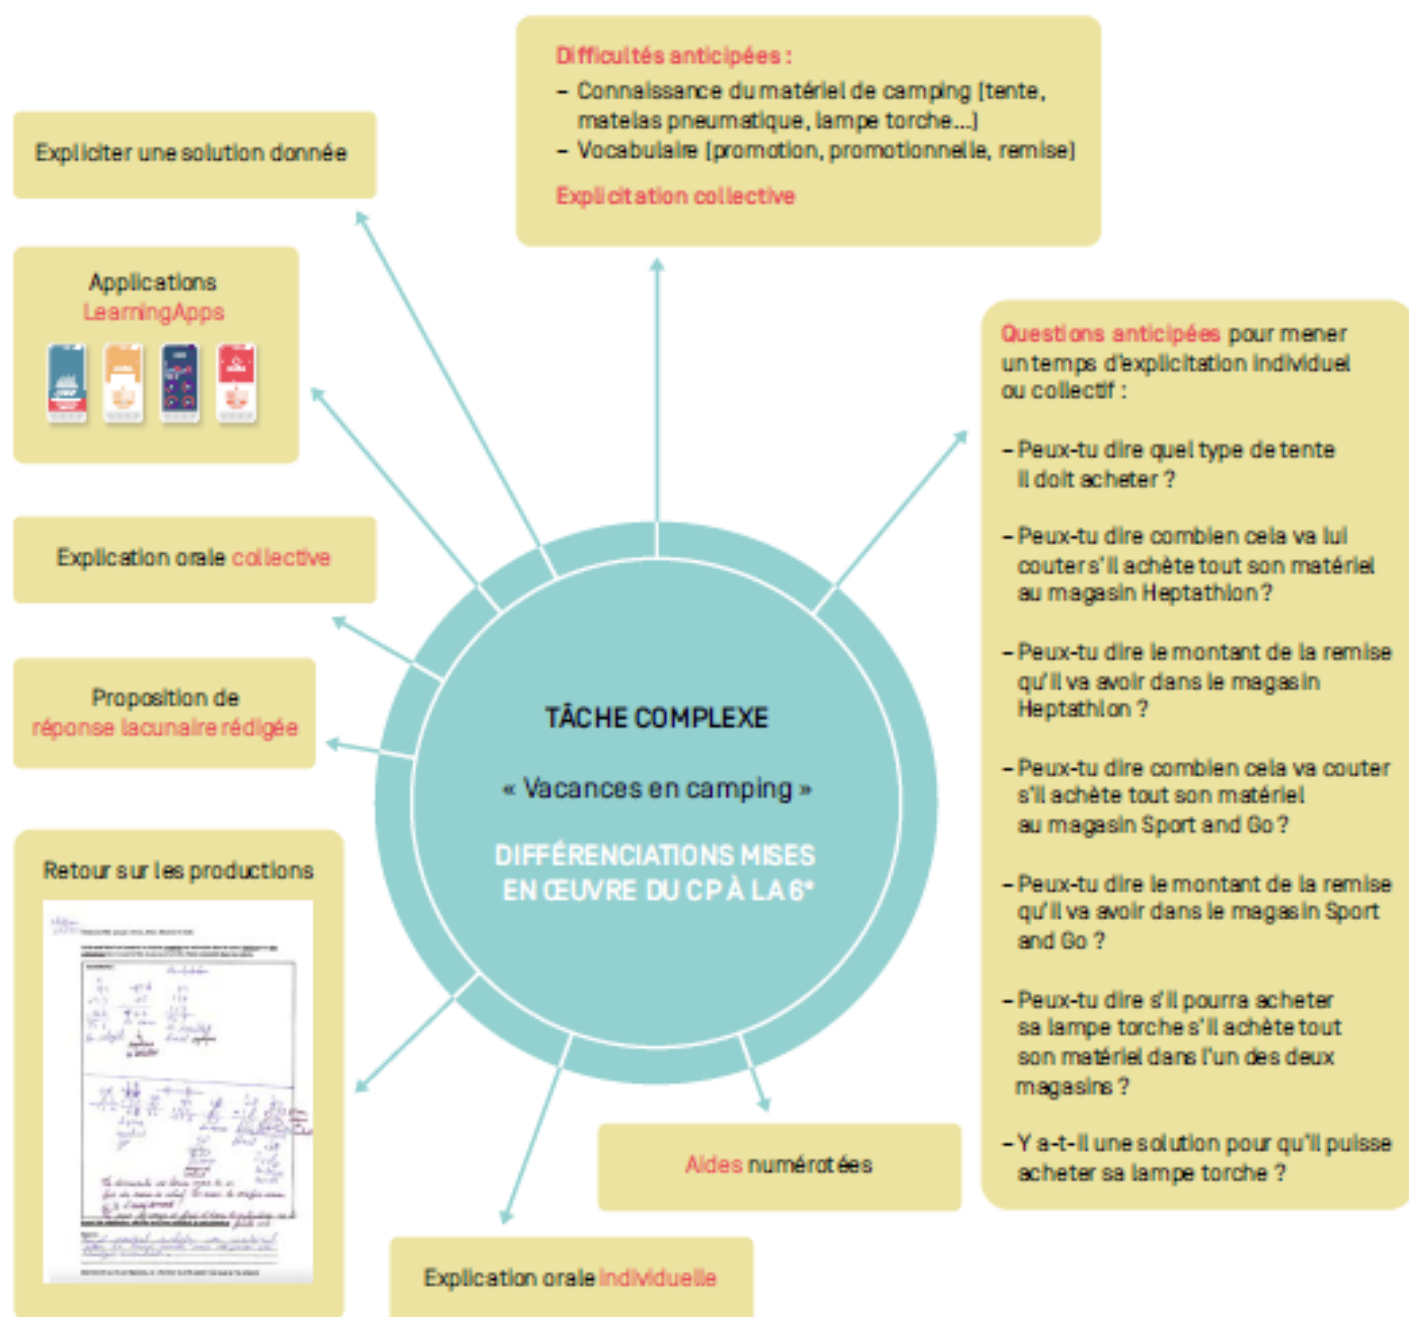 Difficultés anticipées :
– Connaissance du matériel de camping (tente,
matelas pneumatique, lampe torche…)
– Vocabulaire (promotion, promotionnelle, remise)
Explicitation collective
Expliciter une solution donnée
Applications
LearningApps
Explication orale collective
Proposition de
réponse lacunaire rédigée
Retour sur les productions
TÂCHE COMPLEXE
« Vacances en camping »
DIFFÉRENCIATIONS MISES
EN ŒUVRE DU CP À LA 6e
Questions anticipées pour mener
un temps d'explicitation individuel
ou collectif :
– Peux-tu dire quel type de tente
il doit acheter ?
– Peux-tu dire combien cela va lui
couter s'il achète tout son matériel
au magasin Heptathlon ?
– Peux-tu dire le montant de la remise
qu'il va avoir dans le magasin
Heptathlon ?
– Peux-tu dire combien cela va couter
s'il achète tout son matériel
au magasin Sport and Go ?
– Peux-tu dire le montant de la remise
qu'il va avoir dans le magasin Sport
and Go ?
– Peux-tu dire s'il pourra acheter
sa lampe torche s'il achète tout
son matériel dans l'un des deux
magasins ?
– Y a-t-il une solution pour qu'il puisse
acheter sa lampe torche ?
Aides numérotées
Explication orale individuelle